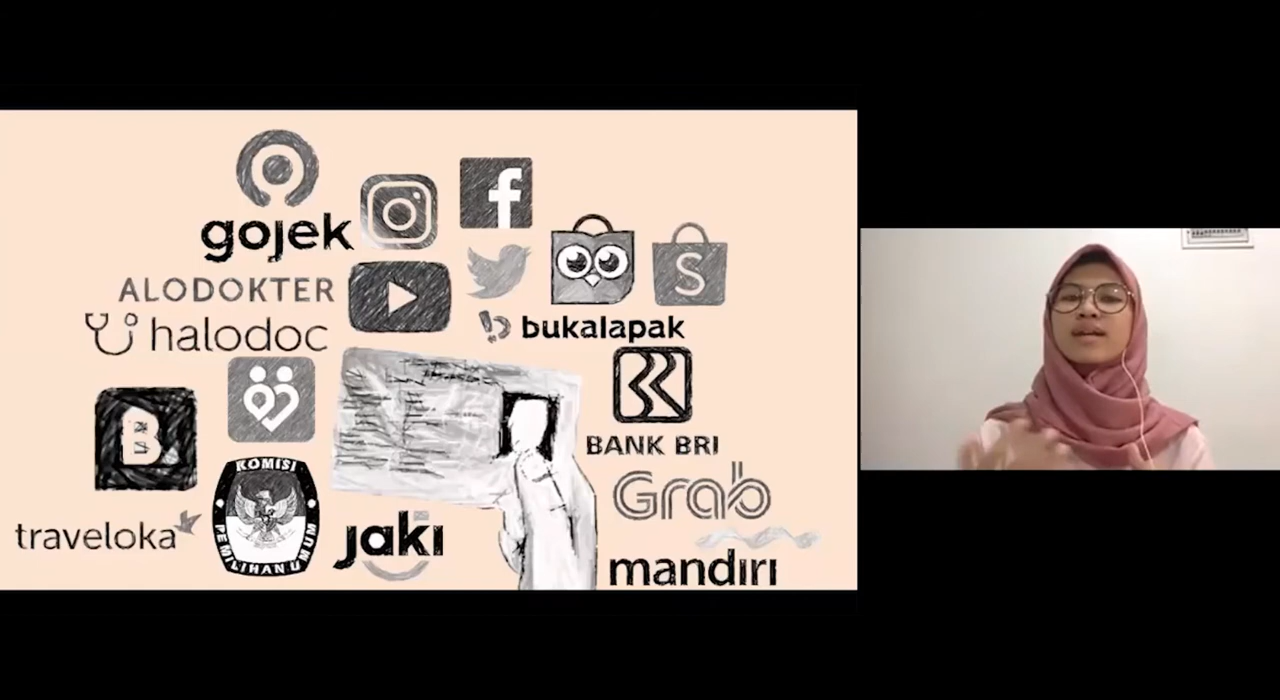 gojek
f
ALODOKTER
halodoc
S
bukalapak
B
BANK BRI
KOMISI
PEMILIHAN UMUM
Grab
traveloka
jaki
mandiri